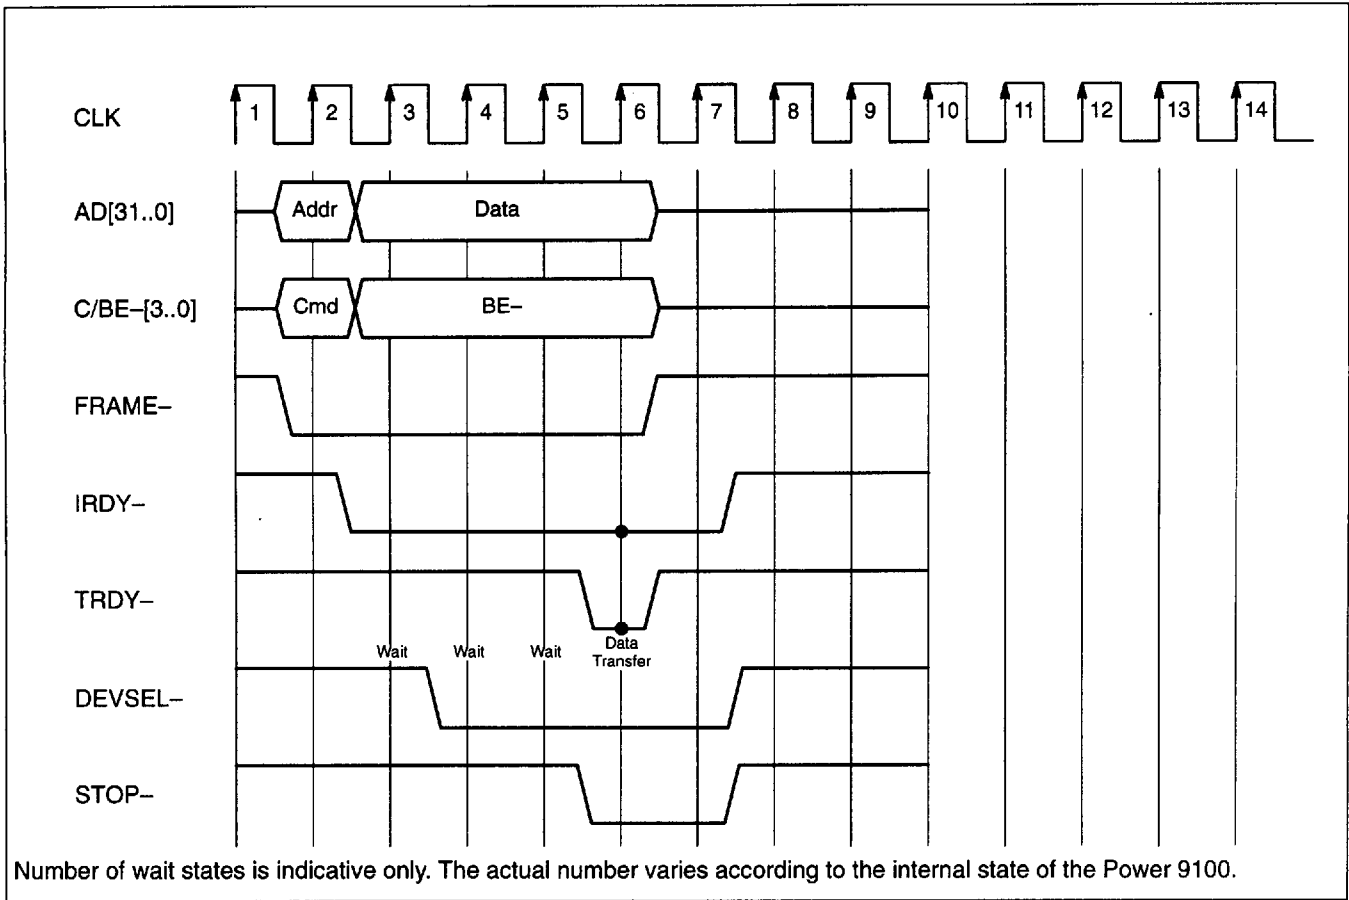 CLK 1 2 3 4 5 6 7 8 9 10 11 12 13 14
AD[31..0] Addr Data
C/BE–[3..0] Cmd BE–
FRAME–
IRDY–
TRDY–
Wait Wait Wait Data Transfer
DEVSEL–
STOP–
Number of wait states is indicative only. The actual number varies according to the internal state of the Power 9100.